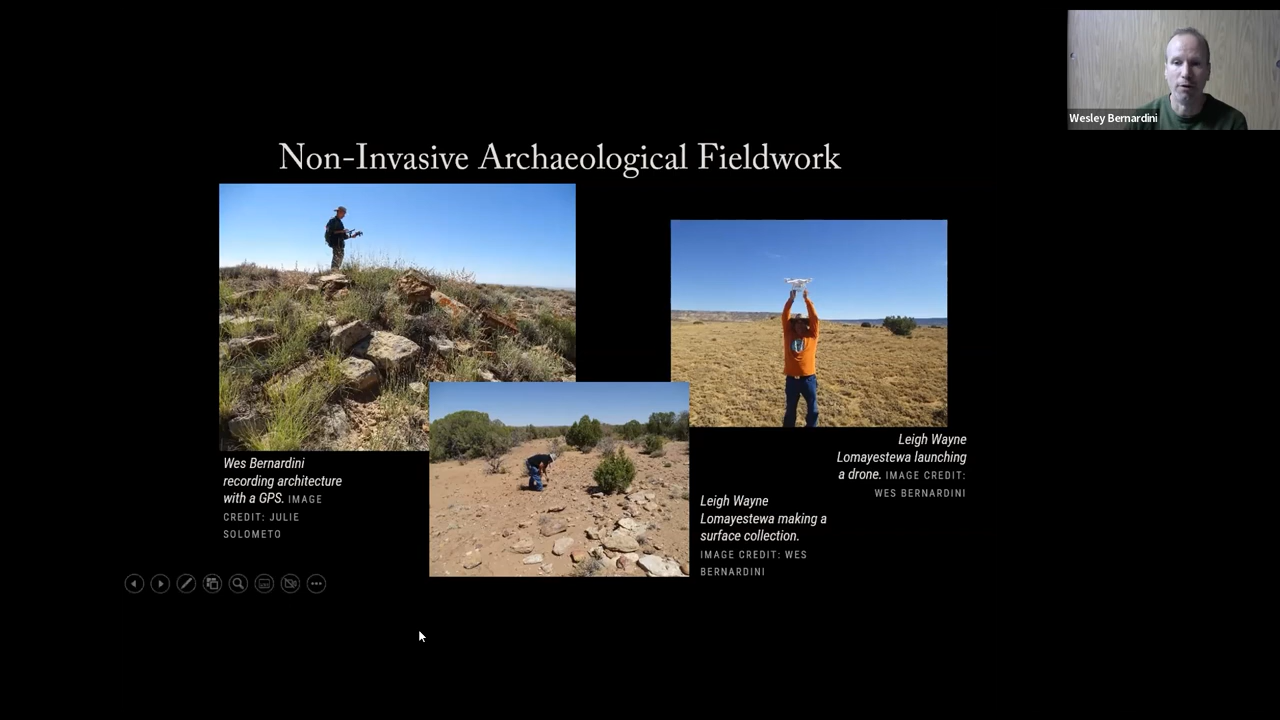 Wesley Bernardini
Non-Invasive Archaeological Fieldwork
Wes Bernardini
recording architecture
with a GPS. IMAGE
CREDIT: JULIE
SOLOMETO
Leigh Wayne
Lomayestewa launching
a drone. IMAGE CREDIT:
WES BERNARDINI
Leigh Wayne
Lomayestewa making a
surface collection.
IMAGE CREDIT: WES
BERNARDINI